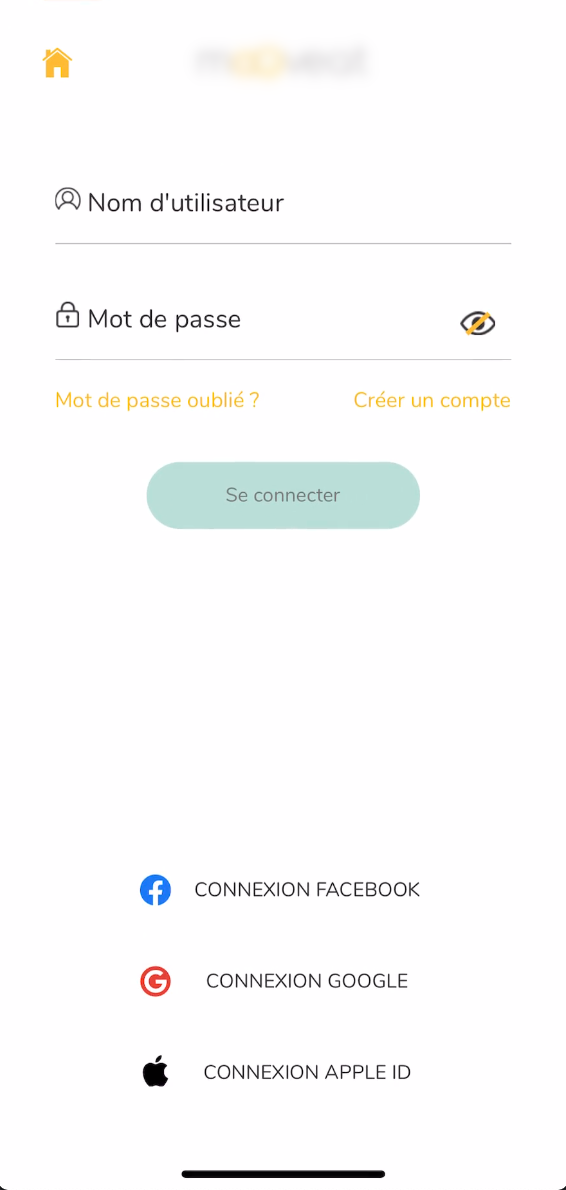 Nom d'utilisateur
Mot de passe
Mot de passe oublié ? Créer un compte
Se connecter
CONNEXION FACEBOOK
CONNEXION GOOGLE
CONNEXION APPLE ID